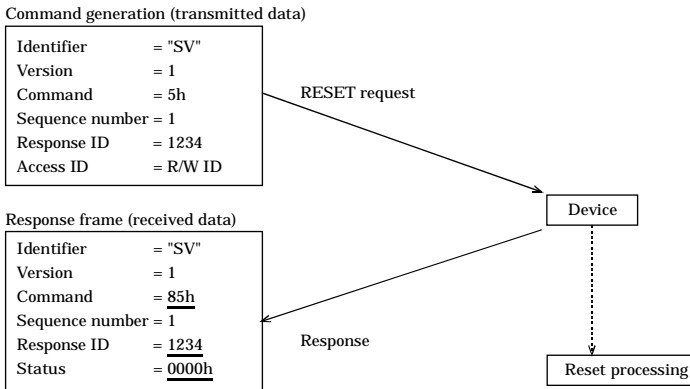 Command generation (transmitted data)
Identifier = "SV"
Version = 1
Command = 5h
Sequence number = 1
Response ID = 1234
Access ID = R/W ID
RESET request
Device
Response frame (received data)
Identifier = "SV"
Version = 1
Command = 85h
Sequence number = 1
Response ID = 1234
Status = 0000h
Response
Reset processing